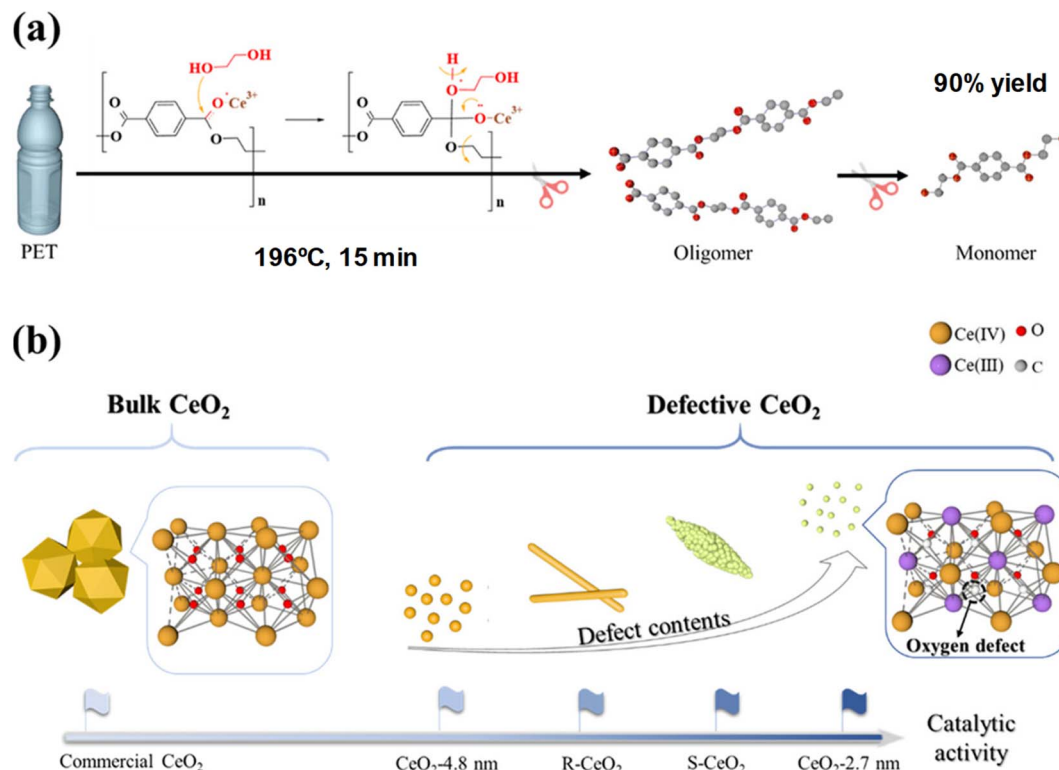 (a)
H
OH
HO
OH
O
O
Ce3+
O
O
O
O
O
Ce3+
O
O
n
n
90% yield
PET
196ºC, 15 min
Oligomer
Monomer
(b)
Ce(IV)
O
Ce(III)
C
Bulk CeO2
Defective CeO2
Defect contents
Oxygen defect
Commercial CeO2
CeO2-4.8 nm
R-CeO2
S-CeO2
CeO2-2.7 nm
Catalytic
activity